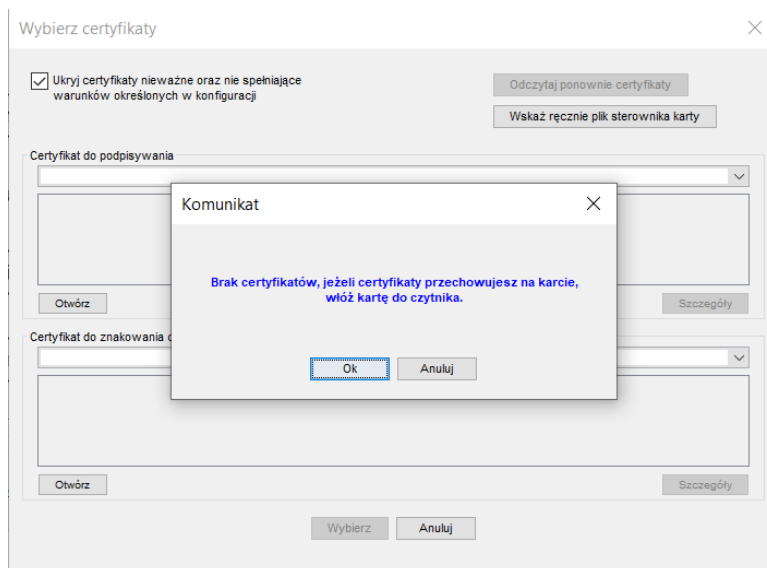 Wybierz certyfikaty
Ukryj certyfikaty nieważne oraz nie spełniające
warunków określonych w konfiguracji
Odczytaj ponownie certyfikaty
Wskaż ręcznie plik sterownika karty
Certyfikat do podpisywania
Komunikat
Brak certyfikatów, jeżeli certyfikaty przechowujesz na karcie,
włóż kartę do czytnika.
Ok
Anuluj
Otwórz
Szczegóły
Certyfikat do znakowania
Otwórz
Szczegóły
Wybierz
Anuluj